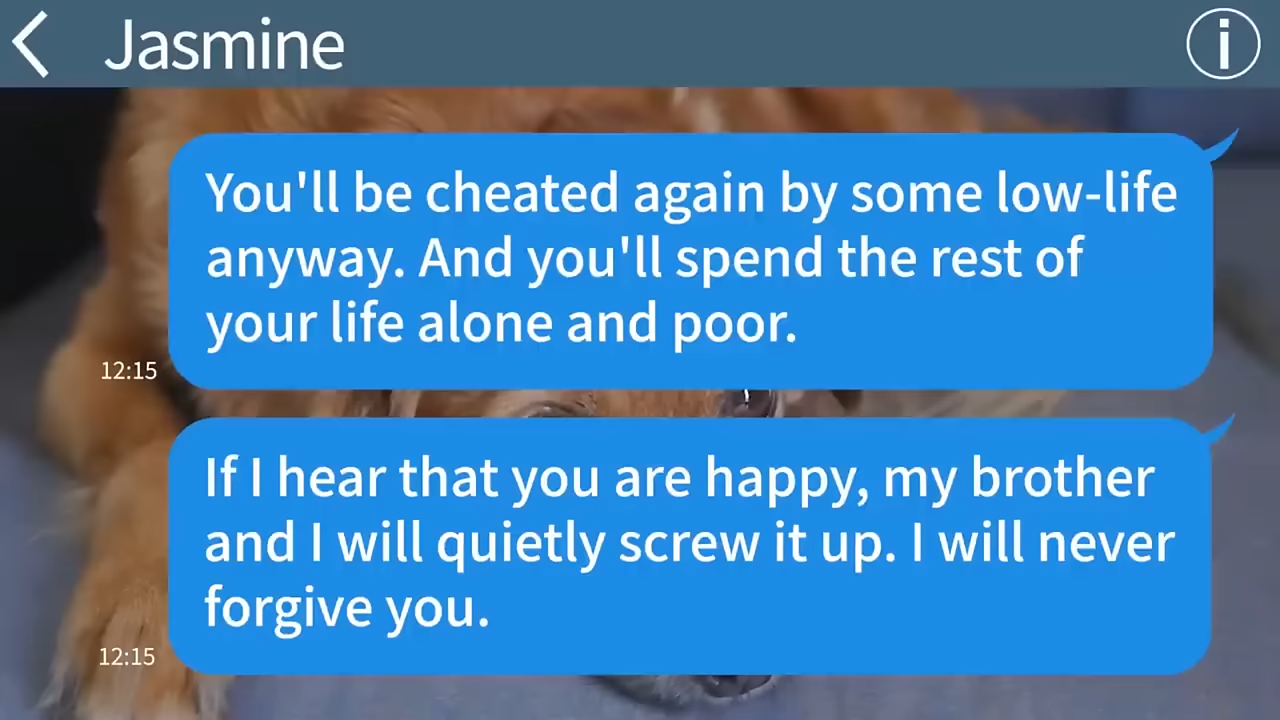 Jasmine
You'll be cheated again by some low-life
anyway. And you'll spend the rest of
your life alone and poor.
12:15
If I hear that you are happy, my brother
and I will quietly screw it up. I will never
forgive you.
12:15